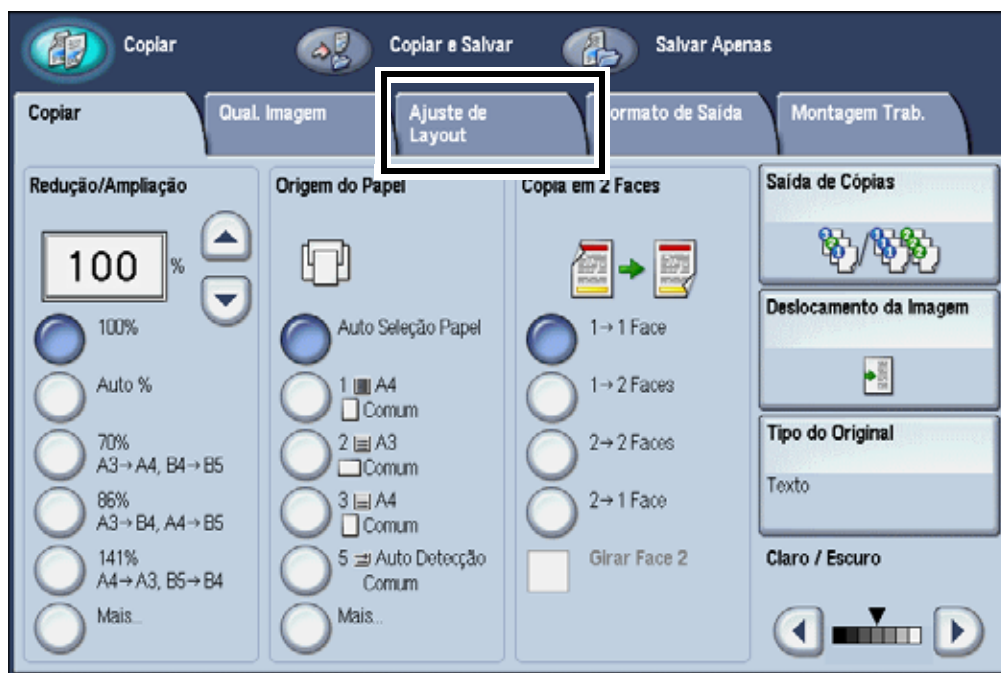 Copiar
Copiar e Salvar
Salvar Apenas
Copiar
Qual. Imagem
Ajuste de
Layout
ormato de Saída
Montagem Trab.
Redução/Ampliação
100
%
100%
Auto %
70%
A3→A4, B4→B5
86%
A3→B4, A4→B5
141%
A4→A3, B5→B4
Mais...
Origem do Papel
Auto Seleção Papel
1 A4
Comum
2 A3
Comum
3 A4
Comum
5 Auto Detecção
Comum
Mais...
Cópia em 2 Faces
1→1 Face
1→2 Faces
2→2 Faces
2→1 Face
Girar Face 2
Saída de Cópias
Deslocamento da Imagem
Tipo do Original
Texto
Claro / Escuro